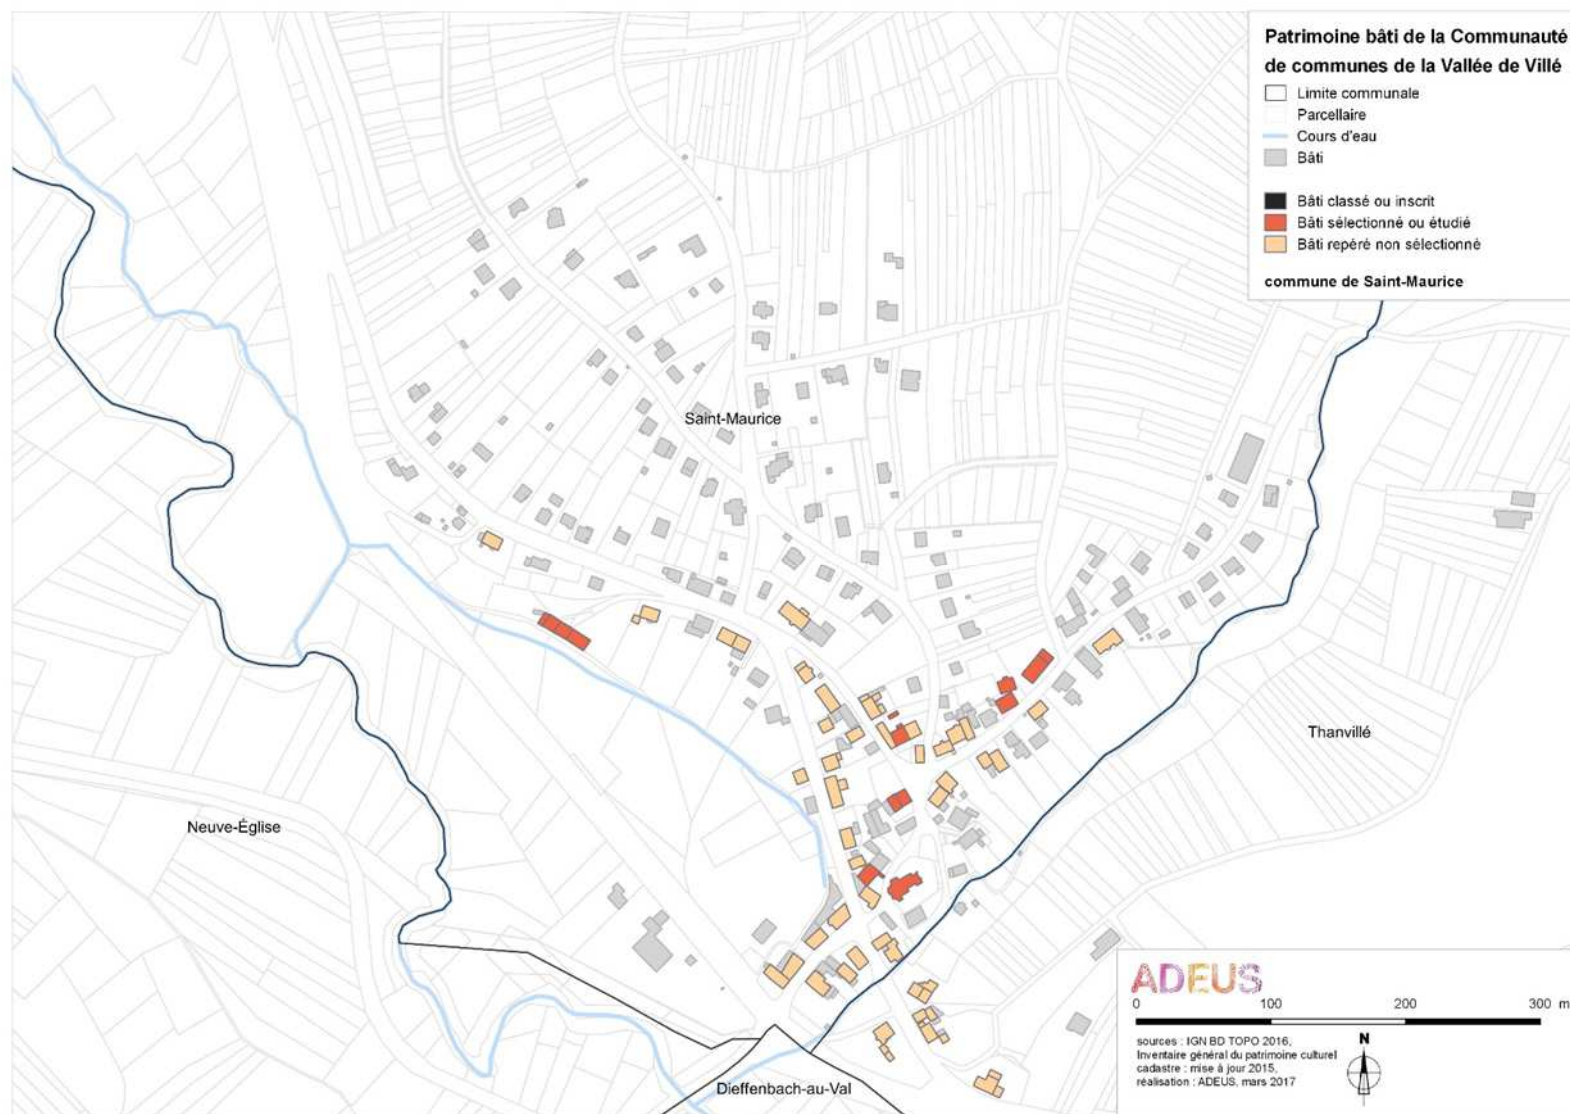 Patrimoine bâti de la Communauté
de communes de la Vallée de Villé
Limite communale
Parcellaire
Cours d'eau
Bâti
Bâti classé ou inscrit
Bâti sélectionné ou étudié
Bâti repéré non sélectionné
commune de Saint-Maurice
Saint-Maurice
Thanvillé
Neuve-Église
Dieffenbach-au-Val
ADEUS
0 100 200 300 m
sources : IGN BD TOPO 2016,
Inventaire général du patrimoine culturel
cadastre : mise à jour 2015,
réalisation : ADEUS, mars 2017
N